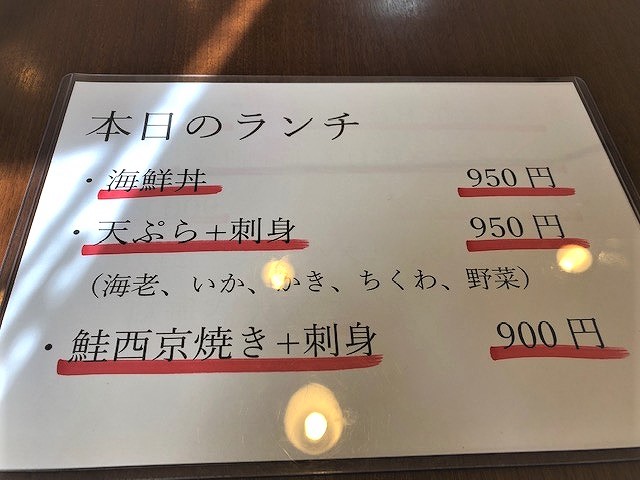 本日のランチ
・海鮮丼 950円
・天ぷら+刺身 950円
（海老、いか、かき、ちくわ、野菜）
・鮭西京焼き+刺身 900円